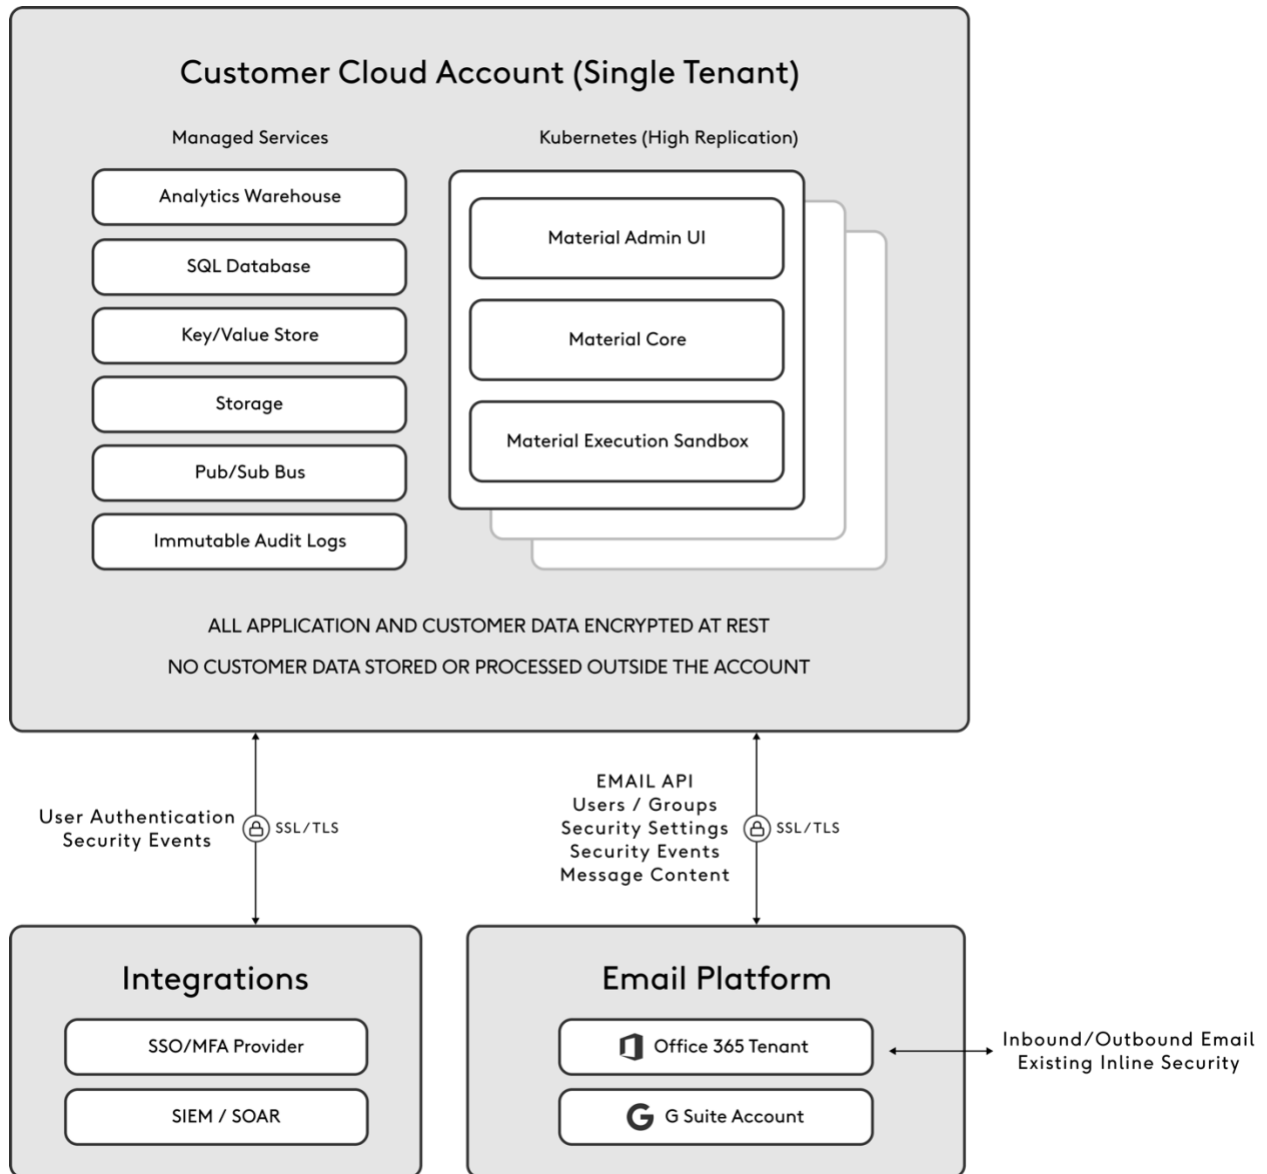 Customer Cloud Account (Single Tenant)
Managed Services
Analytics Warehouse
SQL Database
Key/Value Store
Storage
Pub/Sub Bus
Immutable Audit Logs
Kubernetes (High Replication)
Material Admin UI
Material Core
Material Execution Sandbox
ALL APPLICATION AND CUSTOMER DATA ENCRYPTED AT REST
NO CUSTOMER DATA STORED OR PROCESSED OUTSIDE THE ACCOUNT
User Authentication
Security Events
SSL/TLS
EMAIL API
Users / Groups
Security Settings
Security Events
Message Content
SSL/TLS
Integrations
SSO/MFA Provider
SIEM / SOAR
Email Platform
Office 365 Tenant
G Suite Account
Inbound/Outbound Email
Existing Inline Security